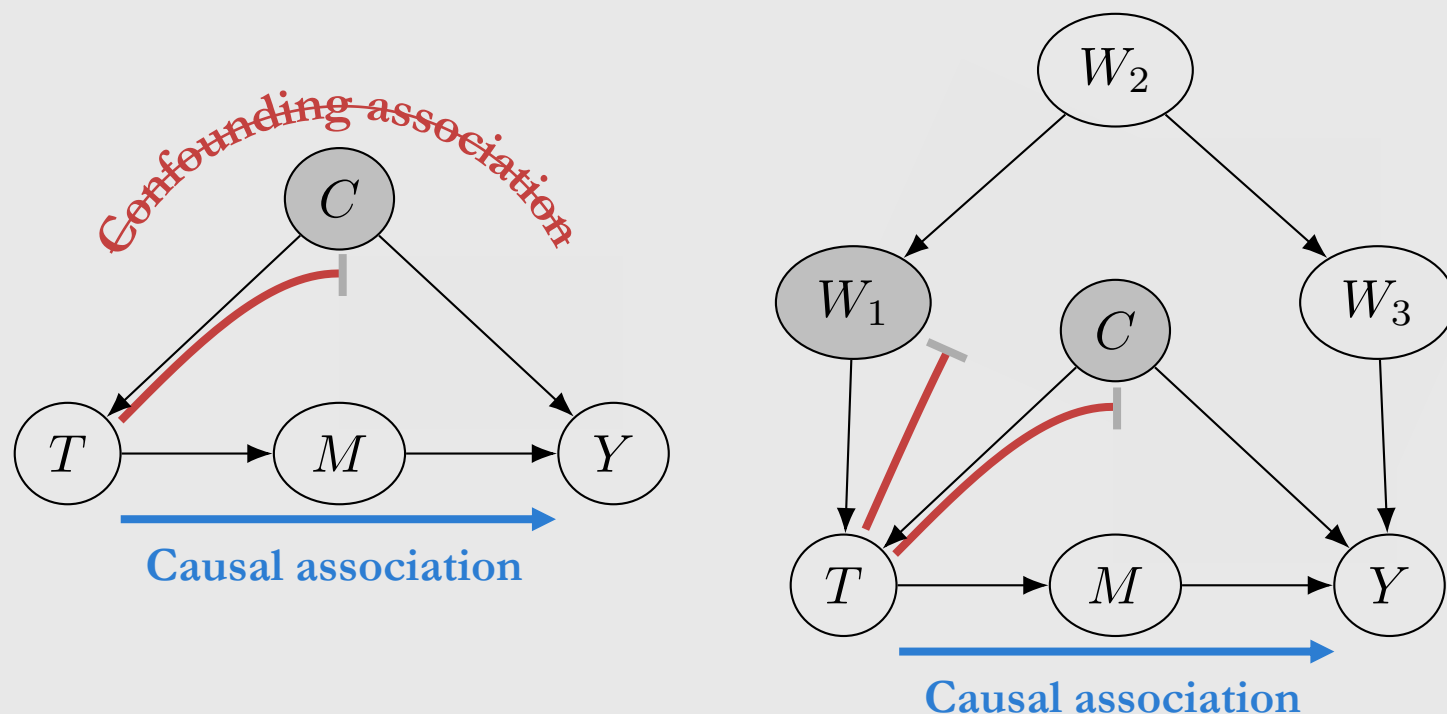 Confounding association
C
T
M
Y
Causal association
W₂
W₁
C
W₃
T
M
Y
Causal association